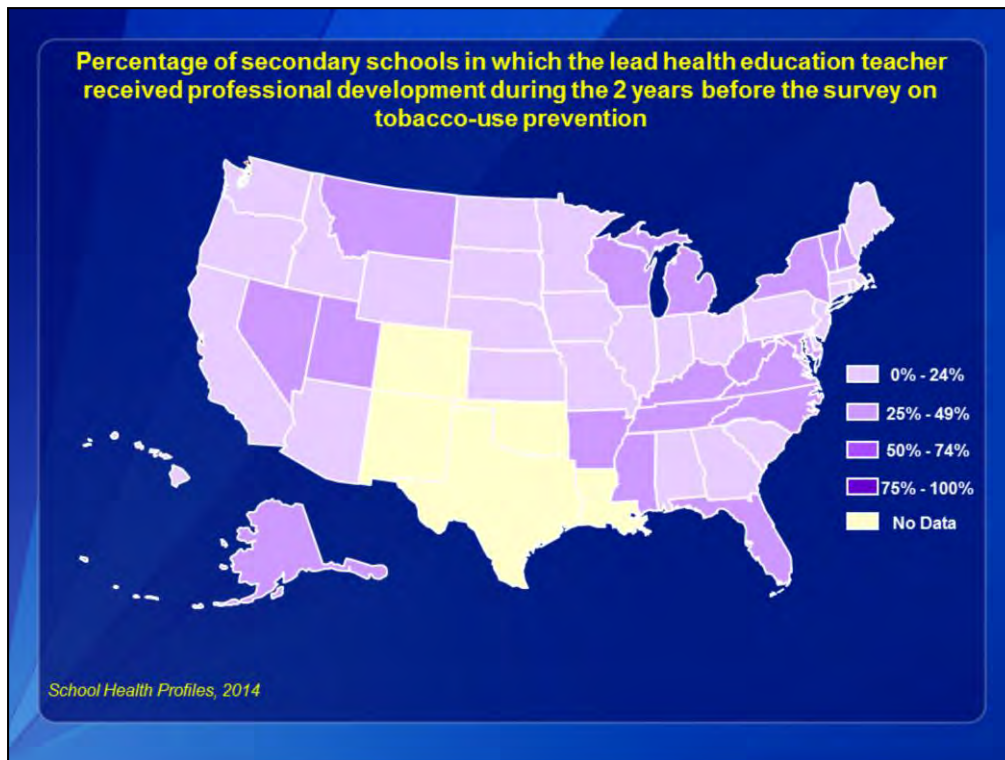 Percentage of secondary schools in which the lead health education teacher
received professional development during the 2 years before the survey on
tobacco-use prevention
0% - 24%
25% - 49%
50% - 74%
75% - 100%
No Data
School Health Profiles, 2014